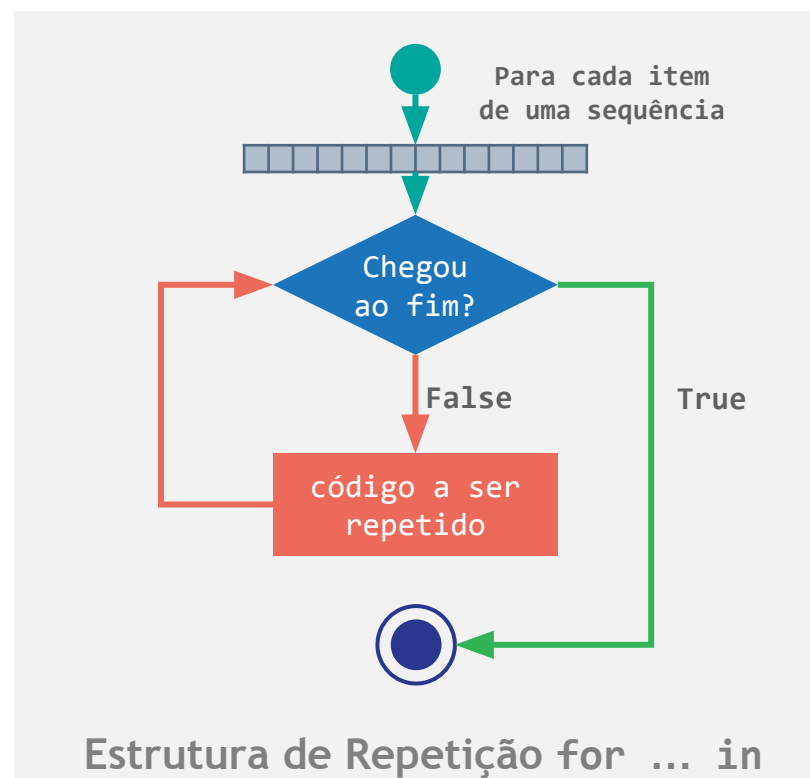 Para cada item
de uma sequência
Chegou
ao fim?
False
True
código a ser
repetido
Estrutura de Repetição for ... in